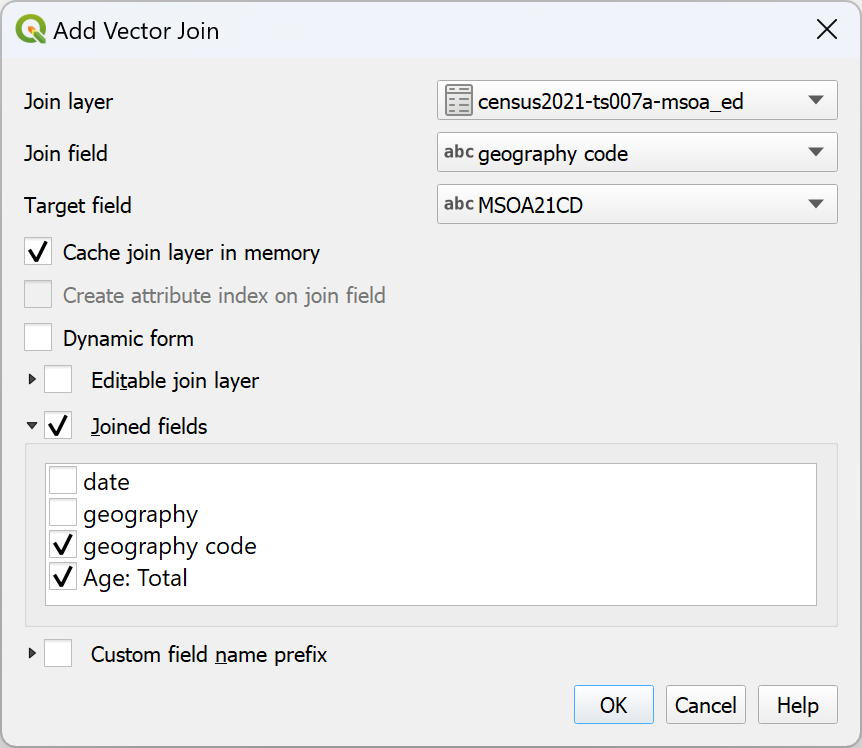 Add Vector Join
Join layer census2021-ts007a-msoa_ed
Join field abc geography code
Target field abc MSOA21CD
Cache join layer in memory
Create attribute index on join field
Dynamic form
Editable join layer
Joined fields
date
geography
geography code
Age: Total
Custom field name prefix
OK Cancel Help